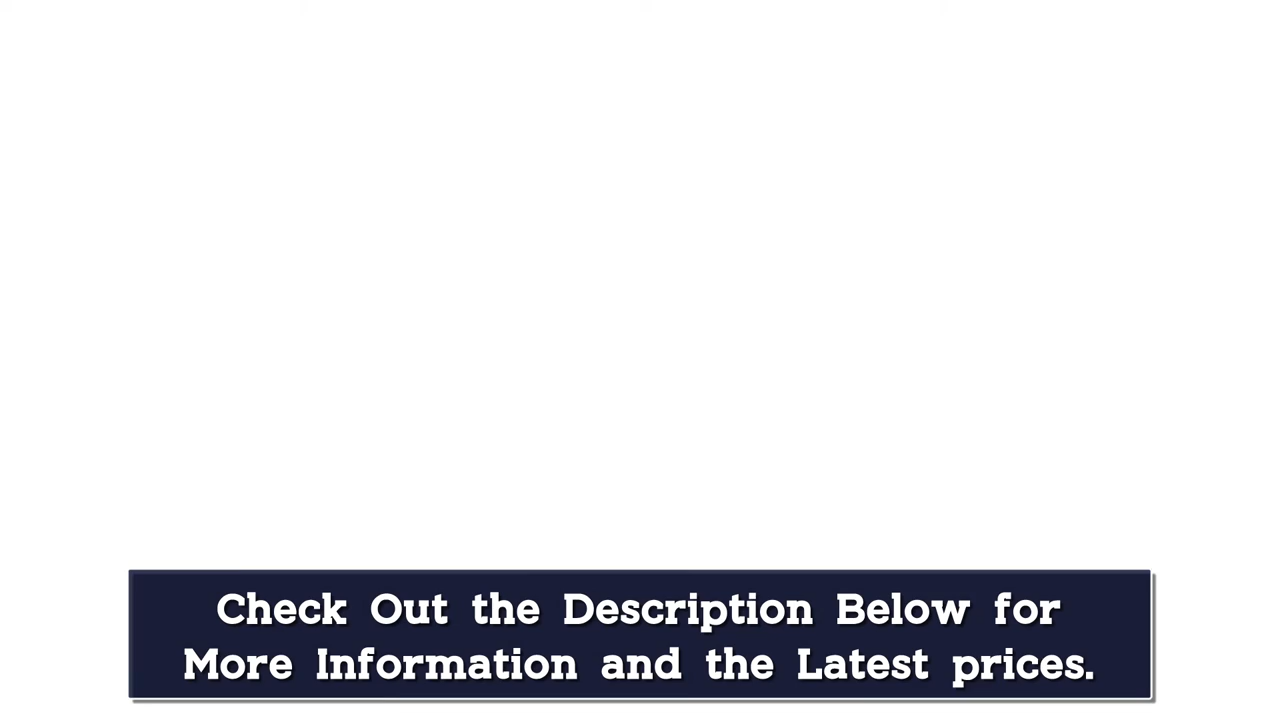 Check Out the Description Below for
More Information and the Latest prices.